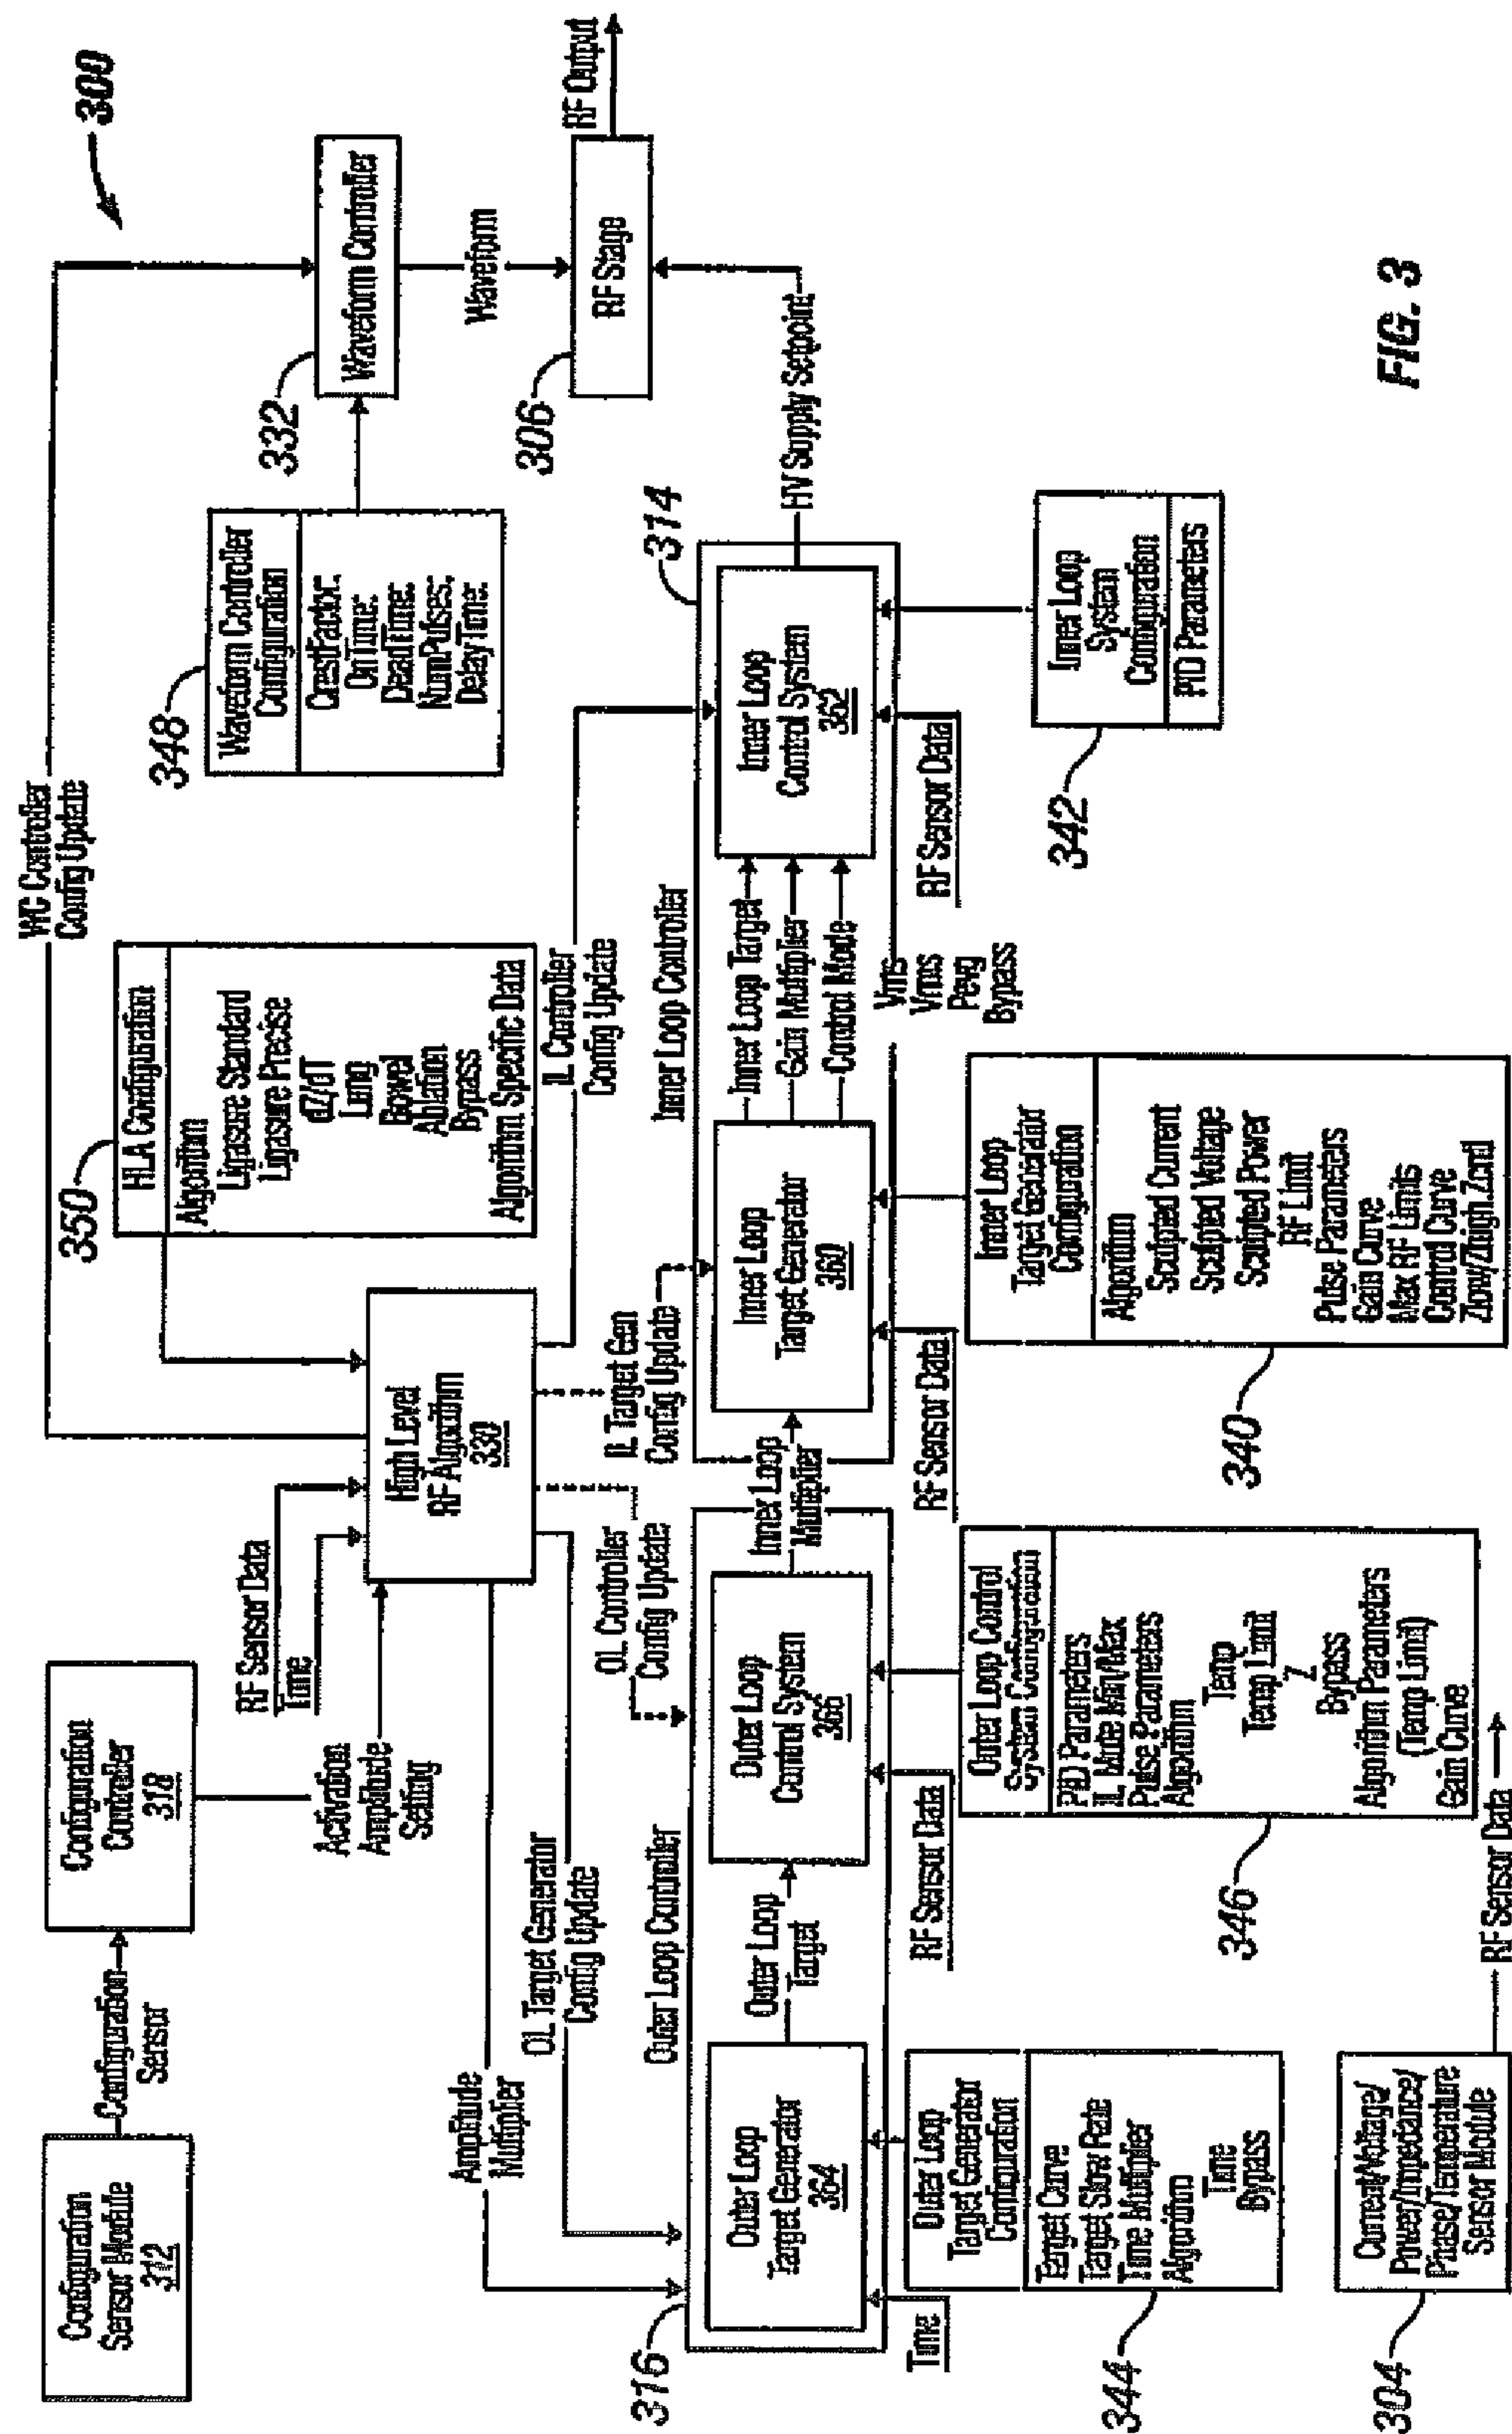 300
Configuration
Sensor Module
312
Configuration
Sensor
Configuration
Controller
318
Activation
Amplitude
Setting
RF Sensor Data
Time
High Level
RF Algorithm
330
350
HLA Configuration
Algorithm
Ligasure Standard
Ligasure Precise
dZ/dT
Lung
Bowel
Ablation
Bypass
Algorithm Specific Data
WC Controller
Config Update
348
Waveform Controller
Configuration
CrestFactor:
OnTime:
DeadTime:
NumPulses:
DelayTime:
332
Waveform Controller
Waveform
306
RF Stage
RF Output
HV Supply Setpoint
Amplitude
Multiplier
OL Target Generator
Config Update
OL Controller
Config Update
IL Target Gen
Config Update
IL Controller
Config Update
316
Outer Loop Controller
Outer Loop
Target Generator
364
Outer Loop
Target
Outer Loop
Control System
366
Inner Loop
Multiplier
Inner Loop Controller
314
Inner Loop
Target Generator
360
Inner Loop Target
Gain Multiplier
Control Mode
Inner Loop
Control System
362
Time
RF Sensor Data
RF Sensor Data
Vrms
Pavg
Bypass
RF Sensor Data
344
Outer Loop
Target Generator
Configuration
Target Curve
Target Slow Rate
Time Multiplier
Algorithm
Time
Bypass
346
Outer Loop Control
System Configuration
PID Parameters
Pulse Parameters
Algorithm
Temp
Temp Limit
Z
Bypass
Algorithm Parameters
(Temp Limit)
Gain Curve
340
Inner Loop
Target Generator
Configuration
Algorithm
Sculpted Current
Sculpted Voltage
Sculpted Power
RF Limit
Pulse Parameters
Gain Curve
Max RF Limits
Control Curve
342
Inner Loop
System
Configuration
PID Parameters
304
Current/Voltage/
Power/Impedance/
Phase/Temperature
Sensor Module
RF Sensor Data
FIG. 3